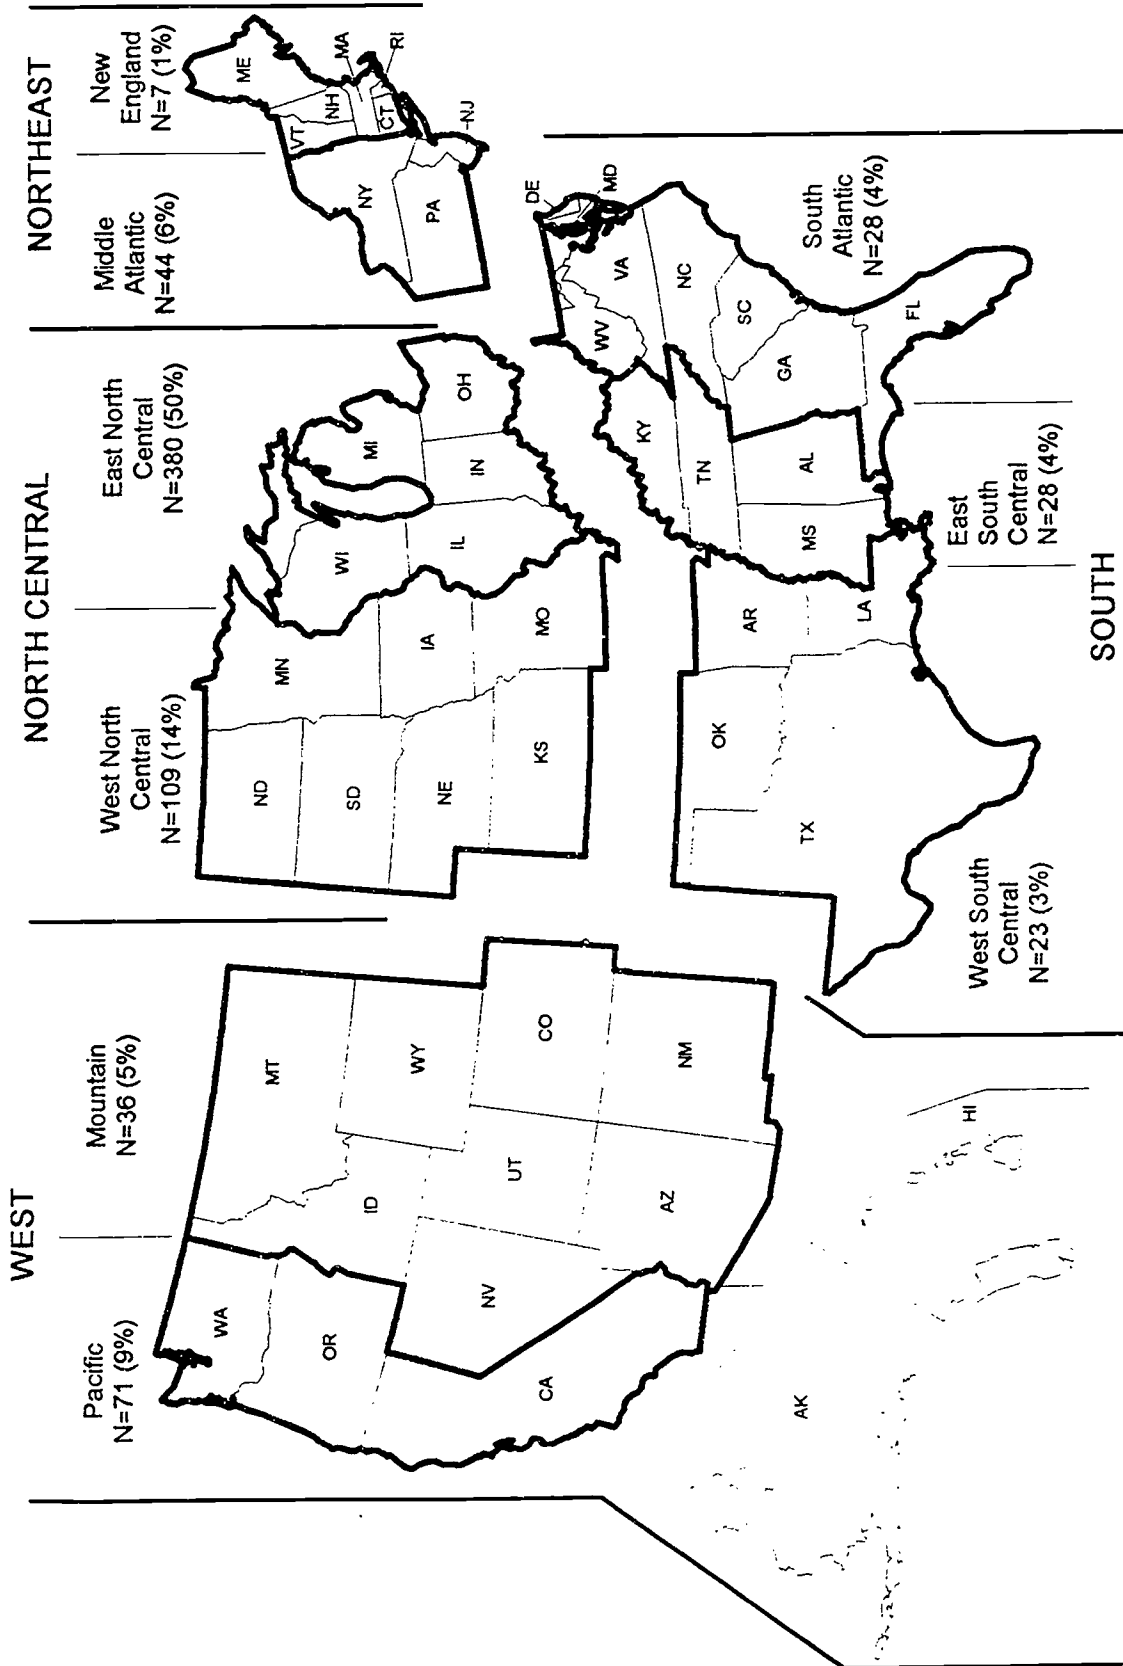 WEST
NORTH CENTRAL
NORTHEAST
Pacific
N=71 (9%)
Mountain
N=36 (5%)
West North
Central
N=109 (14%)
East North
Central
N=380 (50%)
Middle
Atlantic
N=44 (6%)
New
England
N=7 (1%)
WA
OR
CA
NV
ID
MT
WY
UT
CO
AZ
NM
AK
HI
ND
SD
NE
KS
MN
IA
MO
WI
IL
MI
IN
OH
NY
PA
NJ
VT
NH
ME
MA
RI
CT
TX
OK
AR
LA
KY
TN
MS
AL
WV
VA
DE
MD
NC
SC
GA
FL
West South
Central
N=23 (3%)
East
South
Central
N=28 (4%)
South
Atlantic
N=28 (4%)
SOUTH